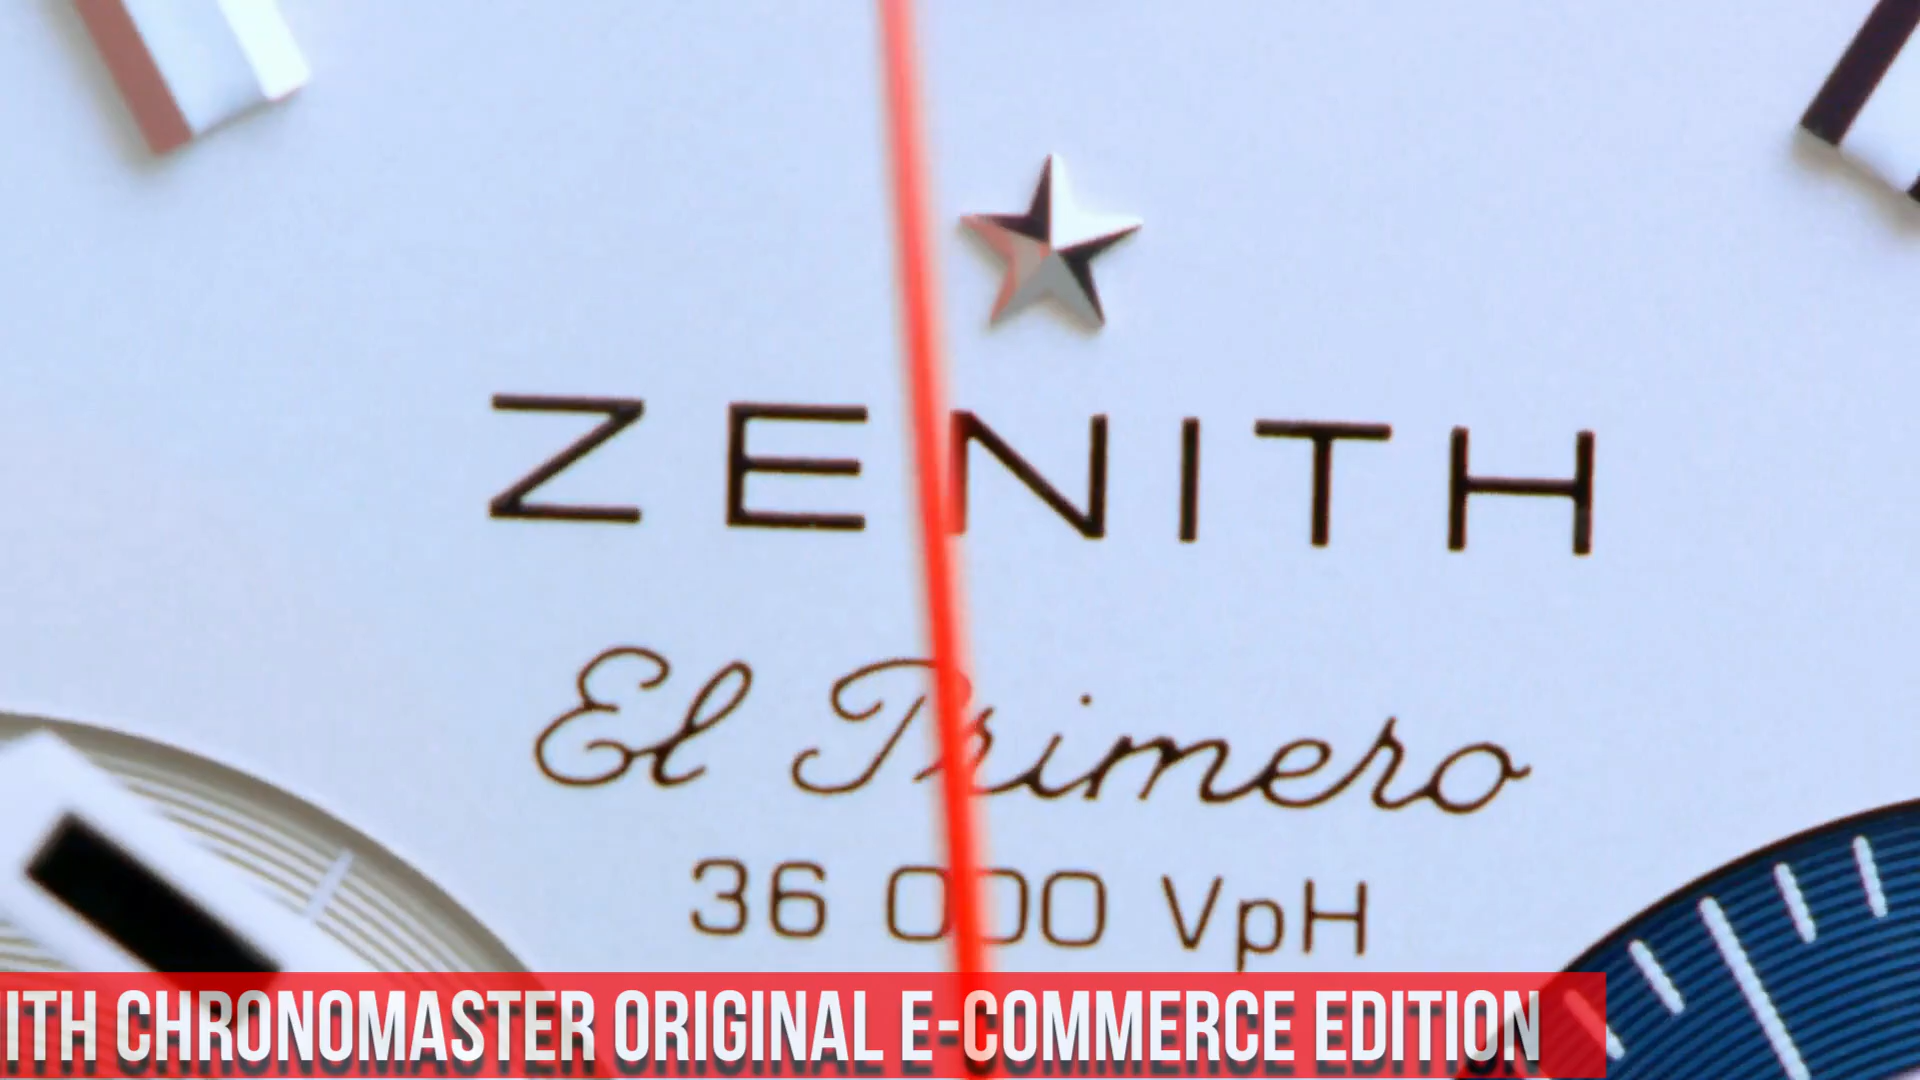 ZENITH
El Primero
36 000 VpH
ITH CHRONOMASTER ORIGINAL E-COMMERCE EDITION